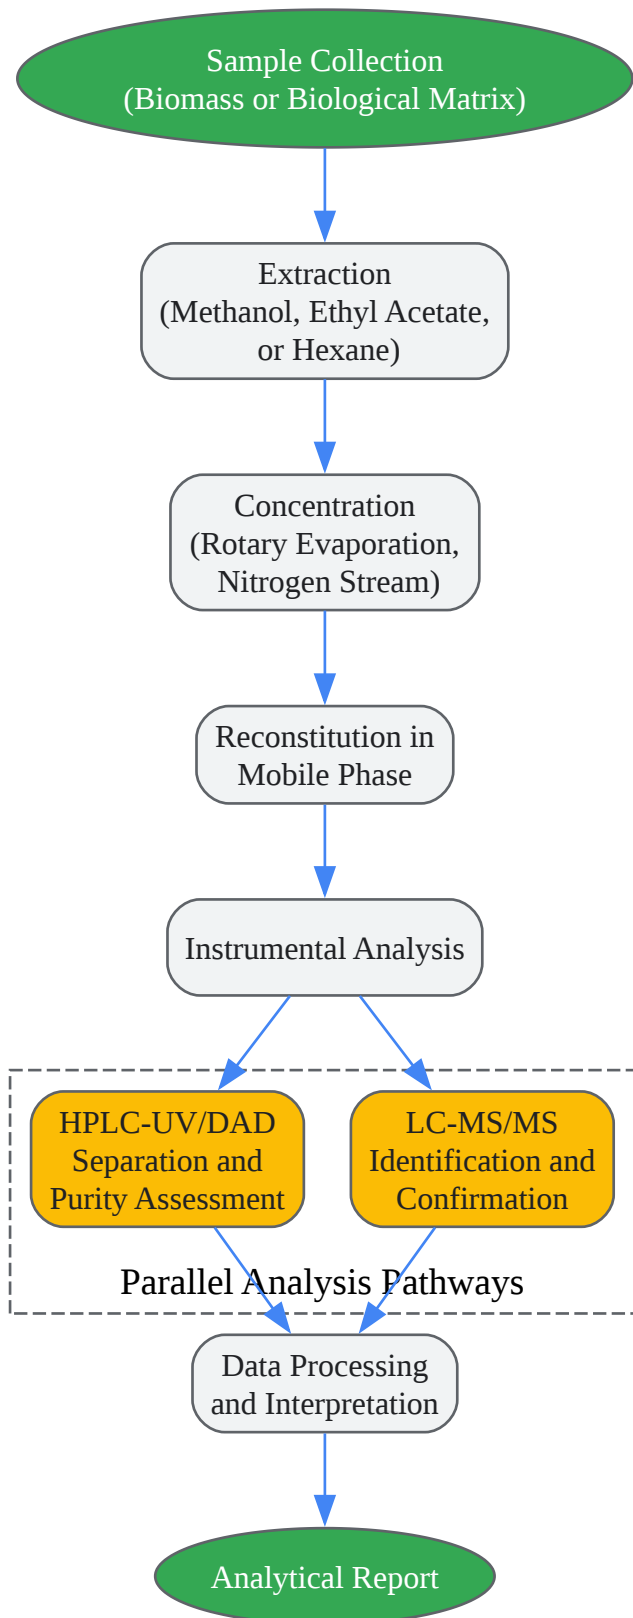 Sample Collection
(Biomass or Biological Matrix)
Extraction
(Methanol, Ethyl Acetate,
or Hexane)
Concentration
(Rotary Evaporation,
Nitrogen Stream)
Reconstitution in
Mobile Phase
Instrumental Analysis
HPLC-UV/DAD
Separation and
Purity Assessment
LC-MS/MS
Identification and
Confirmation
Parallel Analysis Pathways
Data Processing
and Interpretation
Analytical Report